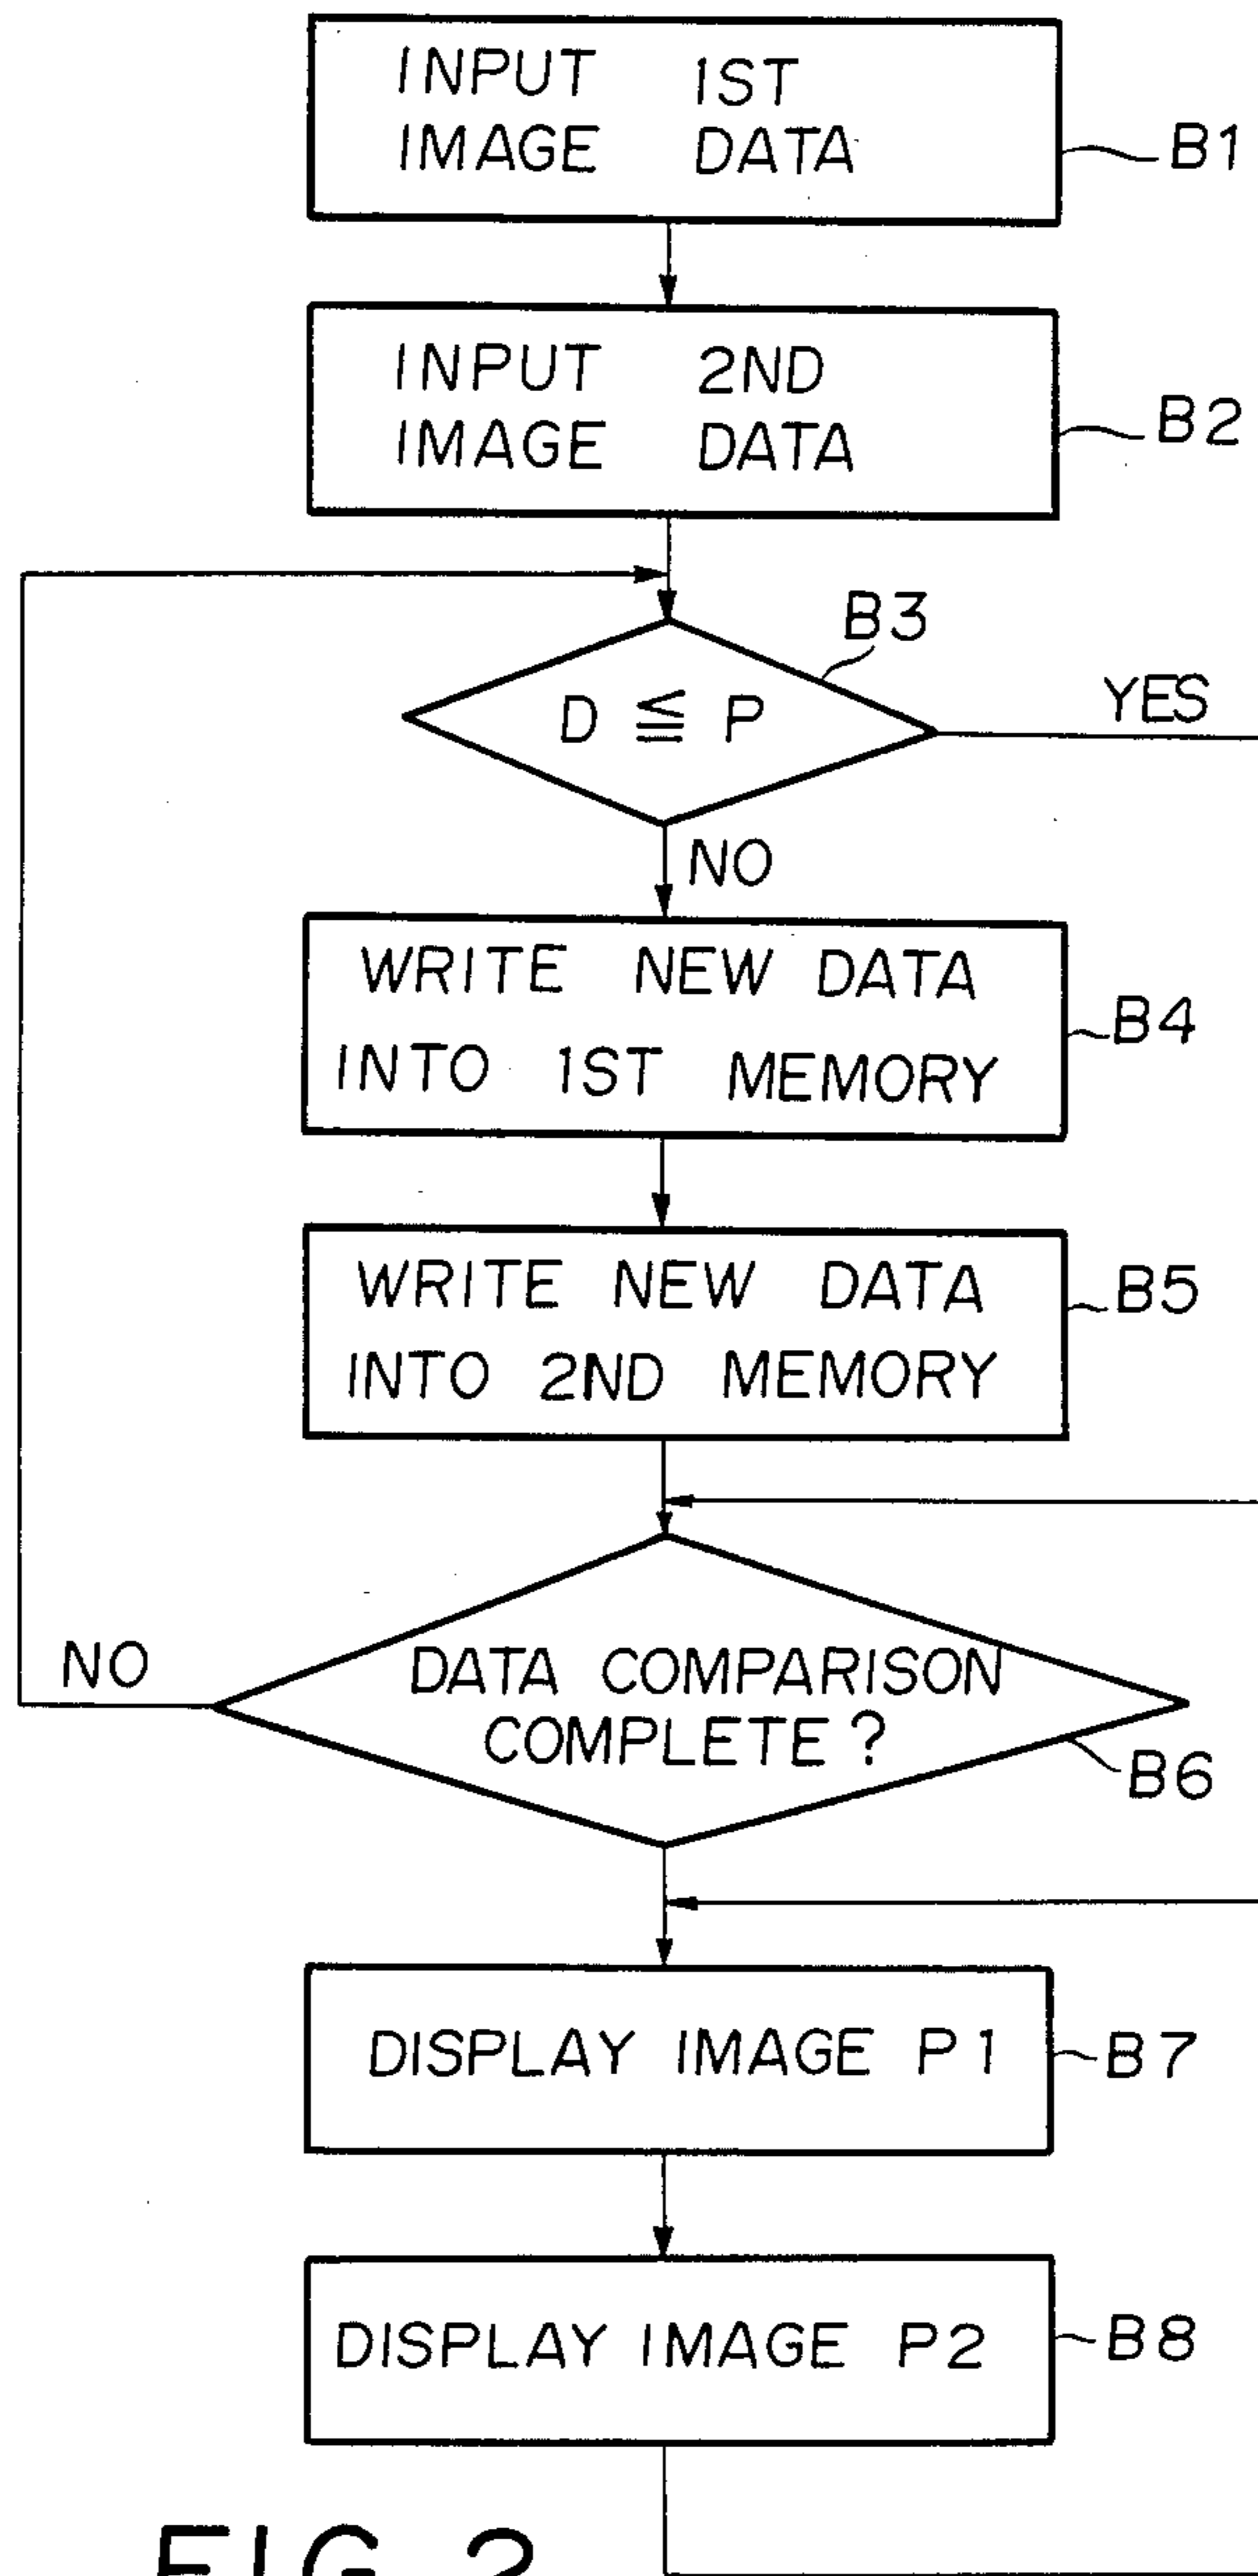 INPUT 1ST
IMAGE DATA
B1
INPUT 2ND
IMAGE DATA
B2
B3
D ≦ P
YES
NO
WRITE NEW DATA
INTO 1ST MEMORY
B4
WRITE NEW DATA
INTO 2ND MEMORY
B5
NO
DATA COMPARISON
COMPLETE ?
B6
DISPLAY IMAGE P1
B7
DISPLAY IMAGE P2
B8
FIG. 2